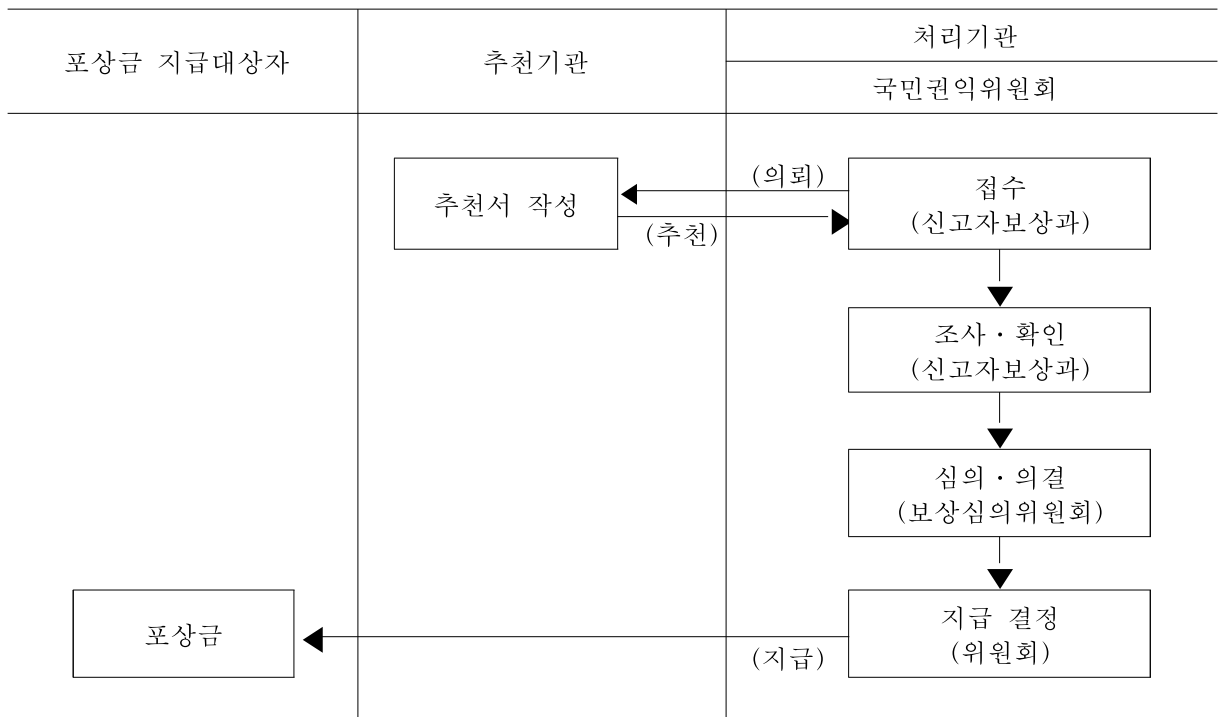 포상금 지급대상자
추천기관
처리기관
국민권익위원회
(의뢰)
추천서 작성
(추천)
접수
(신고자보상과)
조사 · 확인
(신고자보상과)
심의 · 의결
(보상심의위원회)
포상금
(지급)
지급 결정
(위원회)